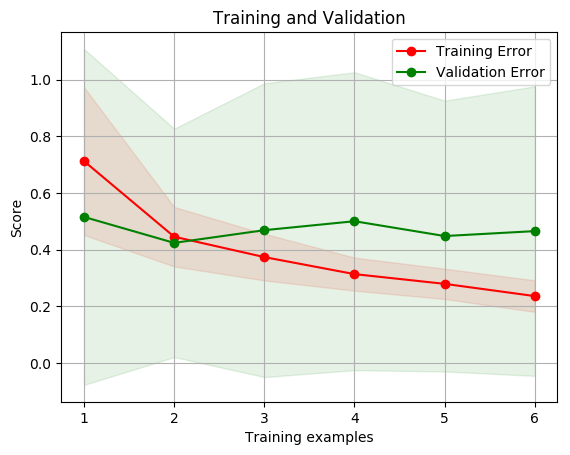 Training and Validation
Training Error
Validation Error
1.0
0.8
0.6
0.4
0.2
0.0
Score
1 2 3 4 5 6
Training examples